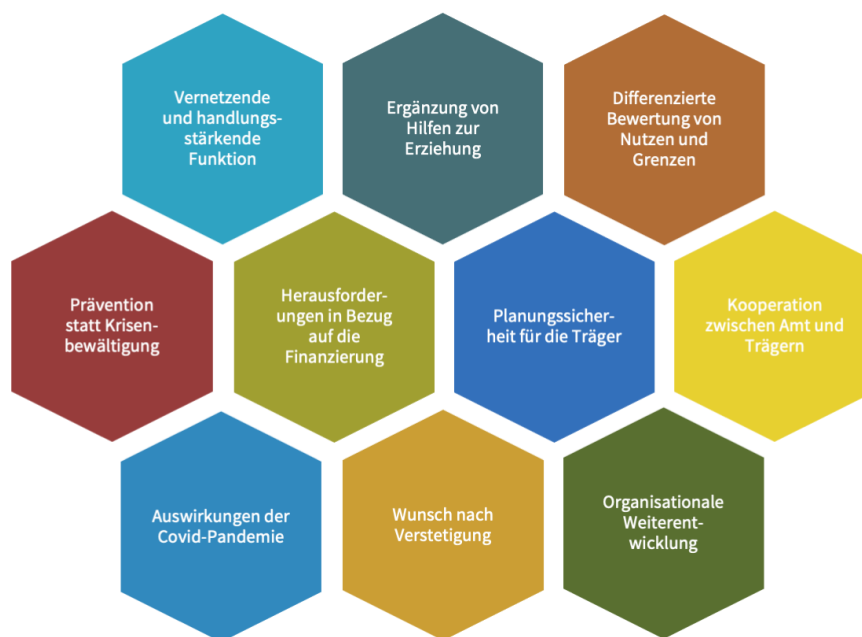 Vernetzende
und handlungs-
stärkende
Funktion
Ergänzung von
Hilfen zur
Erziehung
Differenzierte
Bewertung von
Nutzen und
Grenzen
Prävention
statt Krisen-
bewältigung
Herausforder-
ungen in Bezug
auf die
Finanzierung
Planungssicher-
heit für die Träger
Kooperation
zwischen Amt und
Trägern
Auswirkungen der
Covid-Pandemie
Wunsch nach
Verstetigung
Organisationale
Weiterent-
wicklung